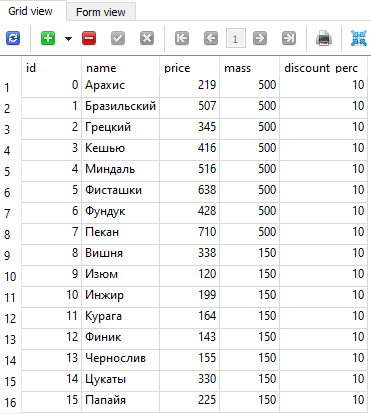 Grid view Form view
1
id name price mass discount_perc
1 0 Арахис 219 500 10
2 1 Бразильский 507 500 10
3 2 Грецкий 345 500 10
4 3 Кешью 416 500 10
5 4 Миндаль 516 500 10
6 5 Фисташки 638 500 10
7 6 Фундук 428 500 10
8 7 Пекан 710 500 10
9 8 Вишня 338 150 10
10 9 Изюм 120 150 10
11 10 Инжир 199 150 10
12 11 Курага 164 150 10
13 12 Финик 143 150 10
14 13 Чернослив 155 150 10
15 14 Цукаты 330 150 10
16 15 Папайя 225 150 10